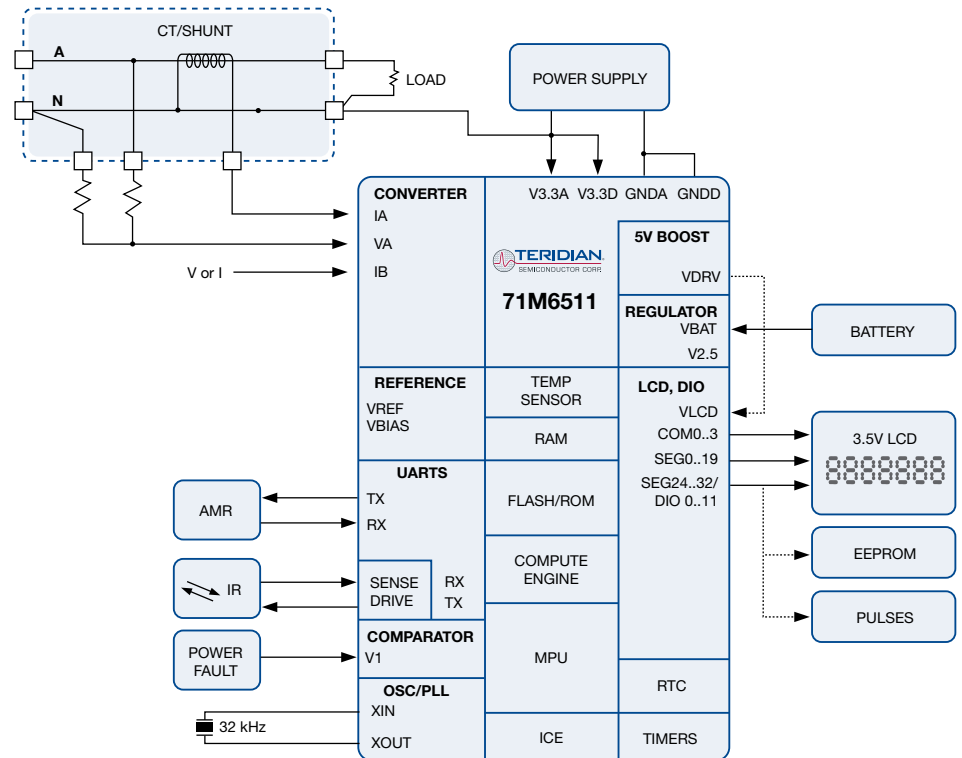 CT/SHUNT
A
LOAD
N
POWER SUPPLY
CONVERTER
V3.3A V3.3D GNDA GNDD
IA
VA
V or I
IB
TERIDIAN
SEMICONDUCTOR CORP.
71M6511
5V BOOST
VDRV
REGULATOR
VBAT
V2.5
BATTERY
REFERENCE
VREF
VBIAS
TEMP
SENSOR
RAM
LCD, DIO
VLCD
COM0..3
SEG0..19
SEG24..32/
DIO 0..11
3.5V LCD
8888888
UARTS
TX
RX
AMR
FLASH/ROM
EEPROM
IR
SENSE
DRIVE
RX
TX
COMPUTE
ENGINE
PULSES
POWER
FAULT
COMPARATOR
V1
MPU
RTC
OSC/PLL
XIN
XOUT
32 kHz
ICE
TIMERS